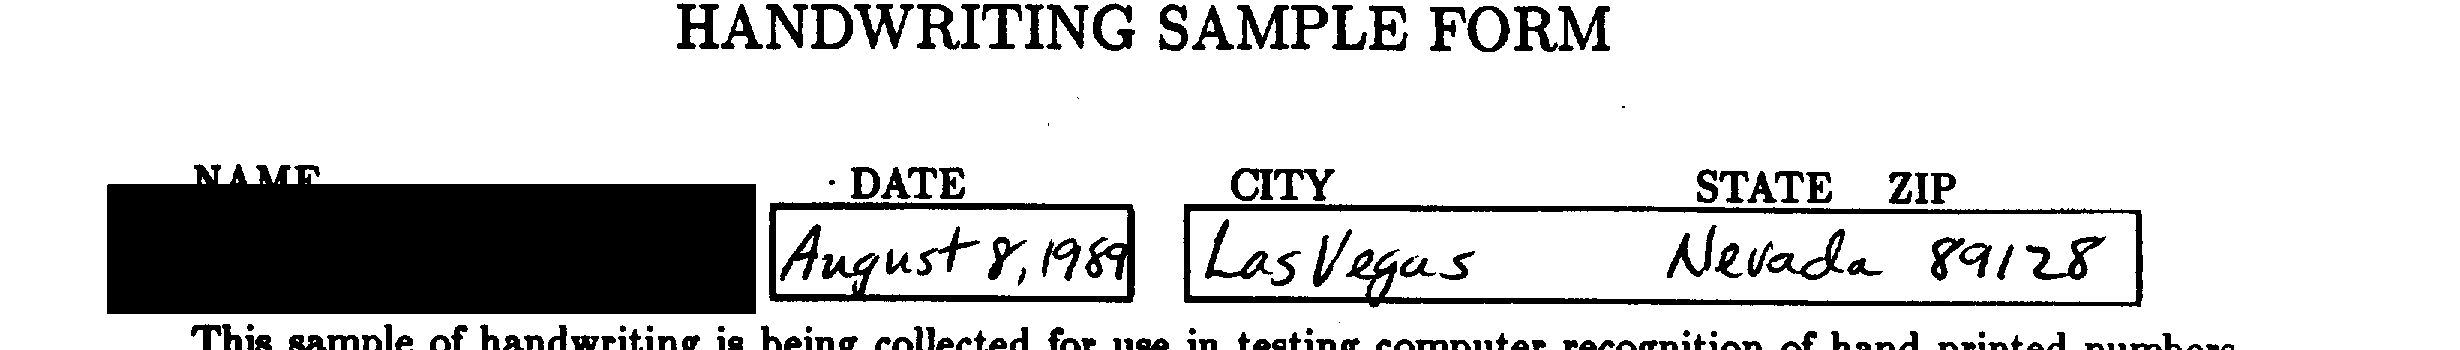 HANDWRITING SAMPLE FORM
NAME DATE CITY STATE ZIP
August 8, 1989 Las Vegas Nevada 89128
This sample of handwriting is being collected for use in testing computer recognition of hand printed numbers